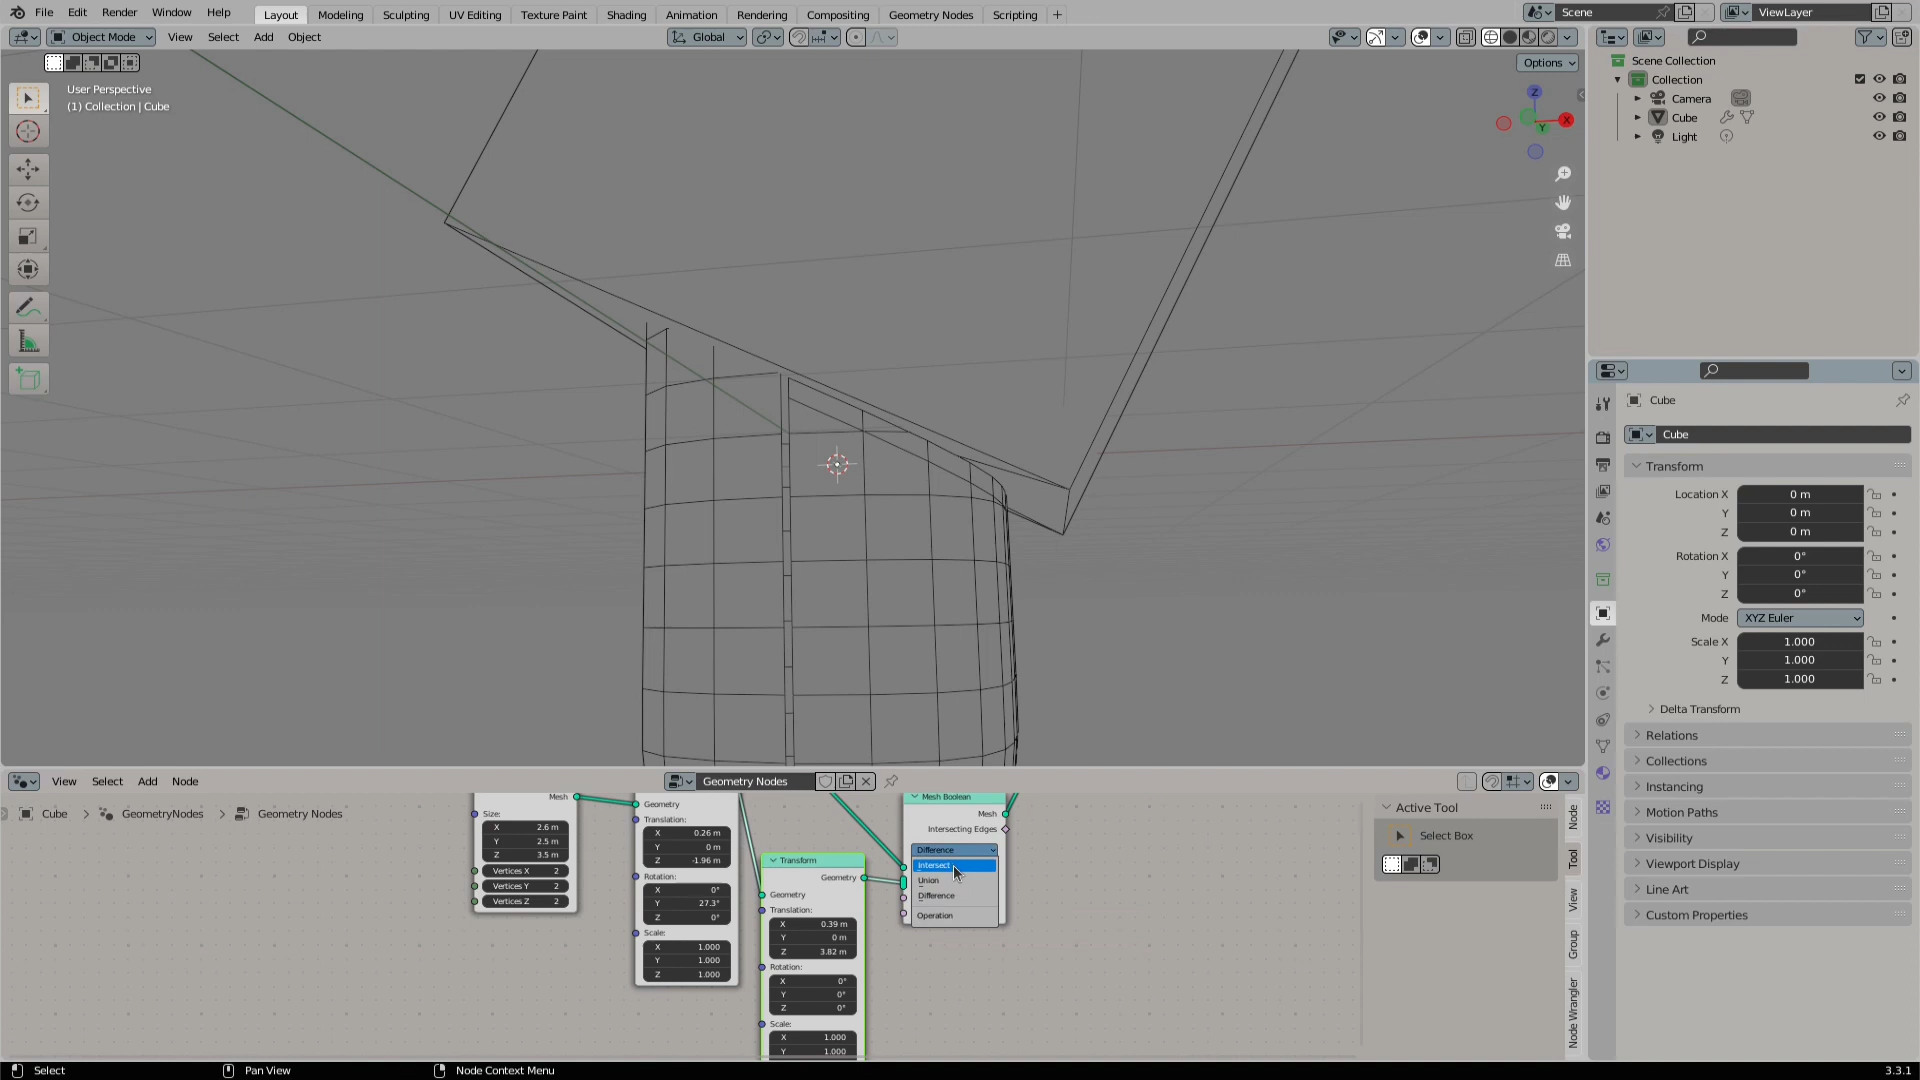 File Edit Render Window Help Layout Modeling Sculpting UV Editing Texture Paint Shading Animation Rendering Compositing Geometry Nodes Scripting + Scene ViewLayer
Object Mode View Select Add Object Global
Options
User Perspective
(1) Collection | Cube
Z
X
Y
Scene Collection
Collection
Camera
Cube
Light
Cube
Cube
Transform
Location X 0 m
Y 0 m
Z 0 m
Rotation X 0°
Y 0°
Z 0°
Mode XYZ Euler
Scale X 1.000
Y 1.000
Z 1.000
Delta Transform
Relations
Collections
Instancing
Motion Paths
Visibility
Viewport Display
Line Art
Custom Properties
View Select Add Node Geometry Nodes
Cube > GeometryNodes > Geometry Nodes
Mesh
Size:
X 2.6 m
Y 2.5 m
Z 3.5 m
Vertices X 2
Vertices Y 2
Vertices Z 2
Geometry
Translation:
X 0.26 m
Y 0 m
Z -1.96 m
Rotation:
X 0°
Y 27.3°
Z 0°
Scale:
X 1.000
Y 1.000
Z 1.000
Transform
Geometry
Geometry
Translation:
X 0.39 m
Y 0 m
Z 3.82 m
Rotation:
X 0°
Y 0°
Z 0°
Scale:
X 1.000
Y 1.000
Mesh Boolean
Mesh
Intersecting Edges
Difference
Intersect
Union
Difference
Operation
Active Tool
Select Box
Node
Tool
View
Group
Node Wrangler
Select Pan View Node Context Menu 3.3.1